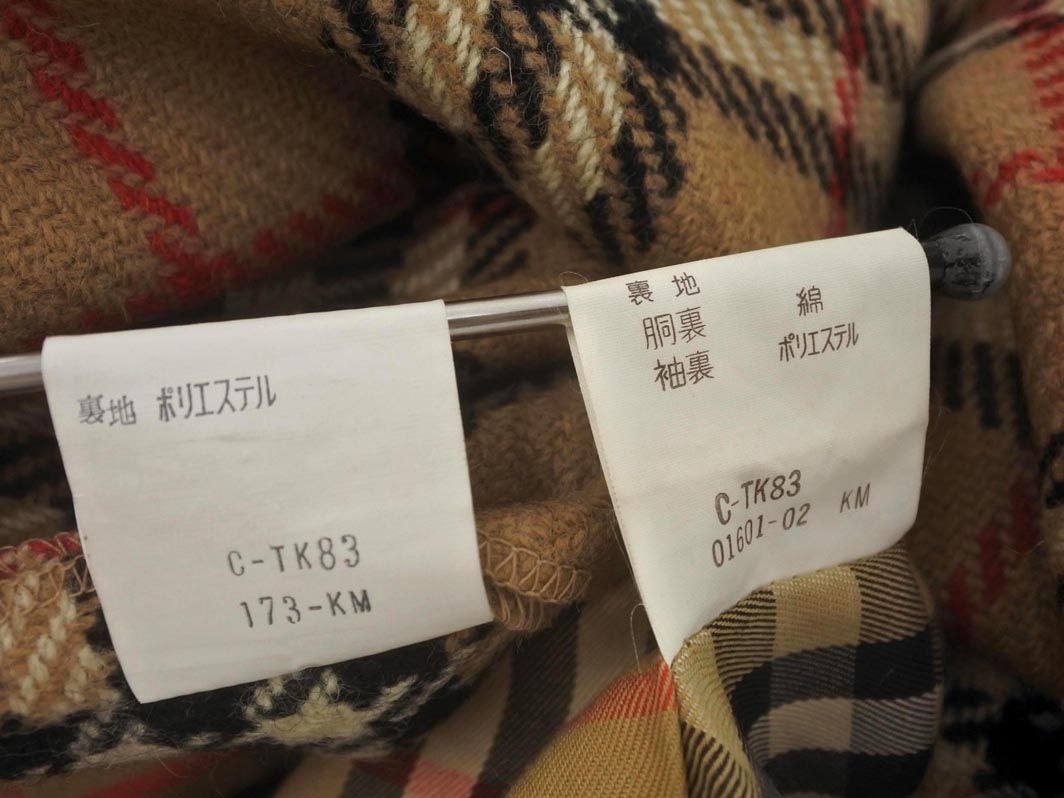 裏地 ポリエステル
C-TK83
173-KM
裏地
胴裏 綿
袖裏 ポリエステル
C-TK83
01601-02 KM